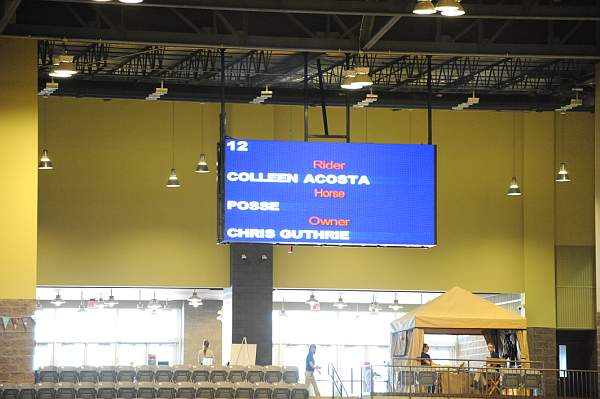 12
Rider
COLLEEN ACOSTA
Horse
POSSE
Owner
CHRIS GUTHRIE